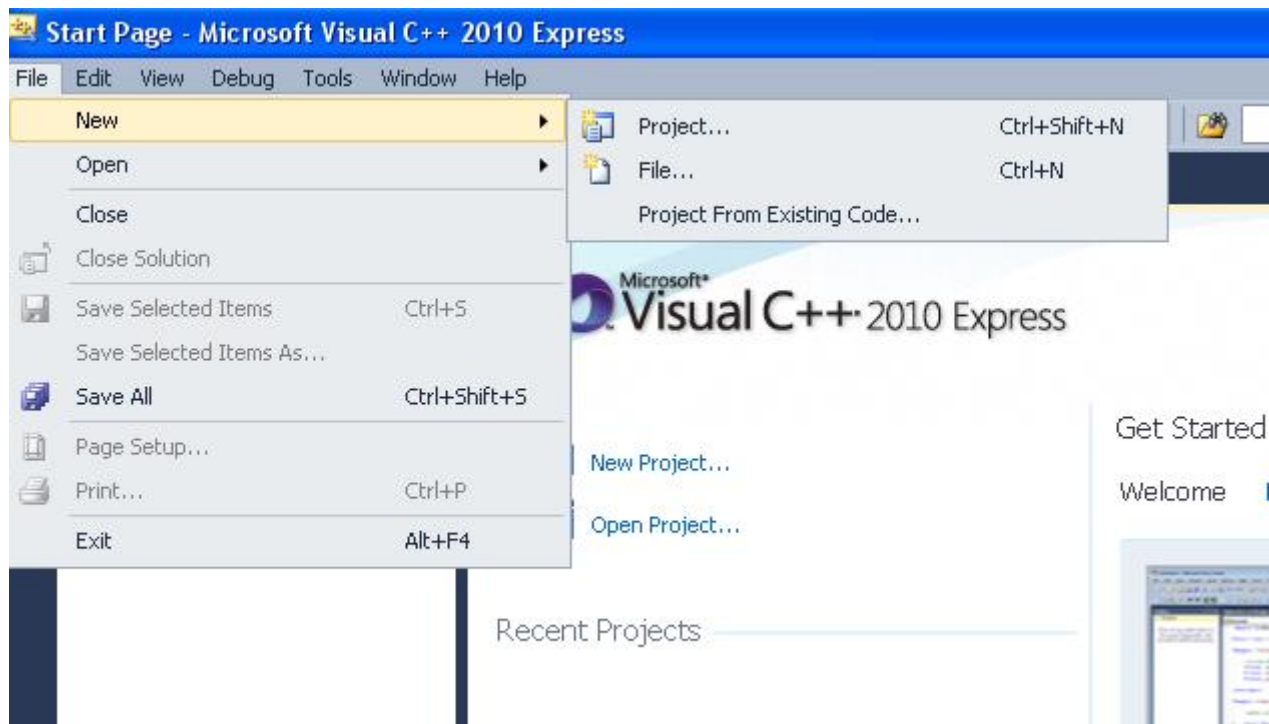 Start Page - Microsoft Visual C++ 2010 Express
File Edit View Debug Tools Window Help
New
Project... Ctrl+Shift+N
Open
File... Ctrl+N
Close
Project From Existing Code...
Close Solution
Save Selected Items Ctrl+S
Save Selected Items As...
Save All Ctrl+Shift+S
Page Setup...
Print... Ctrl+P
Exit Alt+F4
Microsoft
Visual C++ 2010 Express
New Project...
Open Project...
Recent Projects
Get Started
Welcome